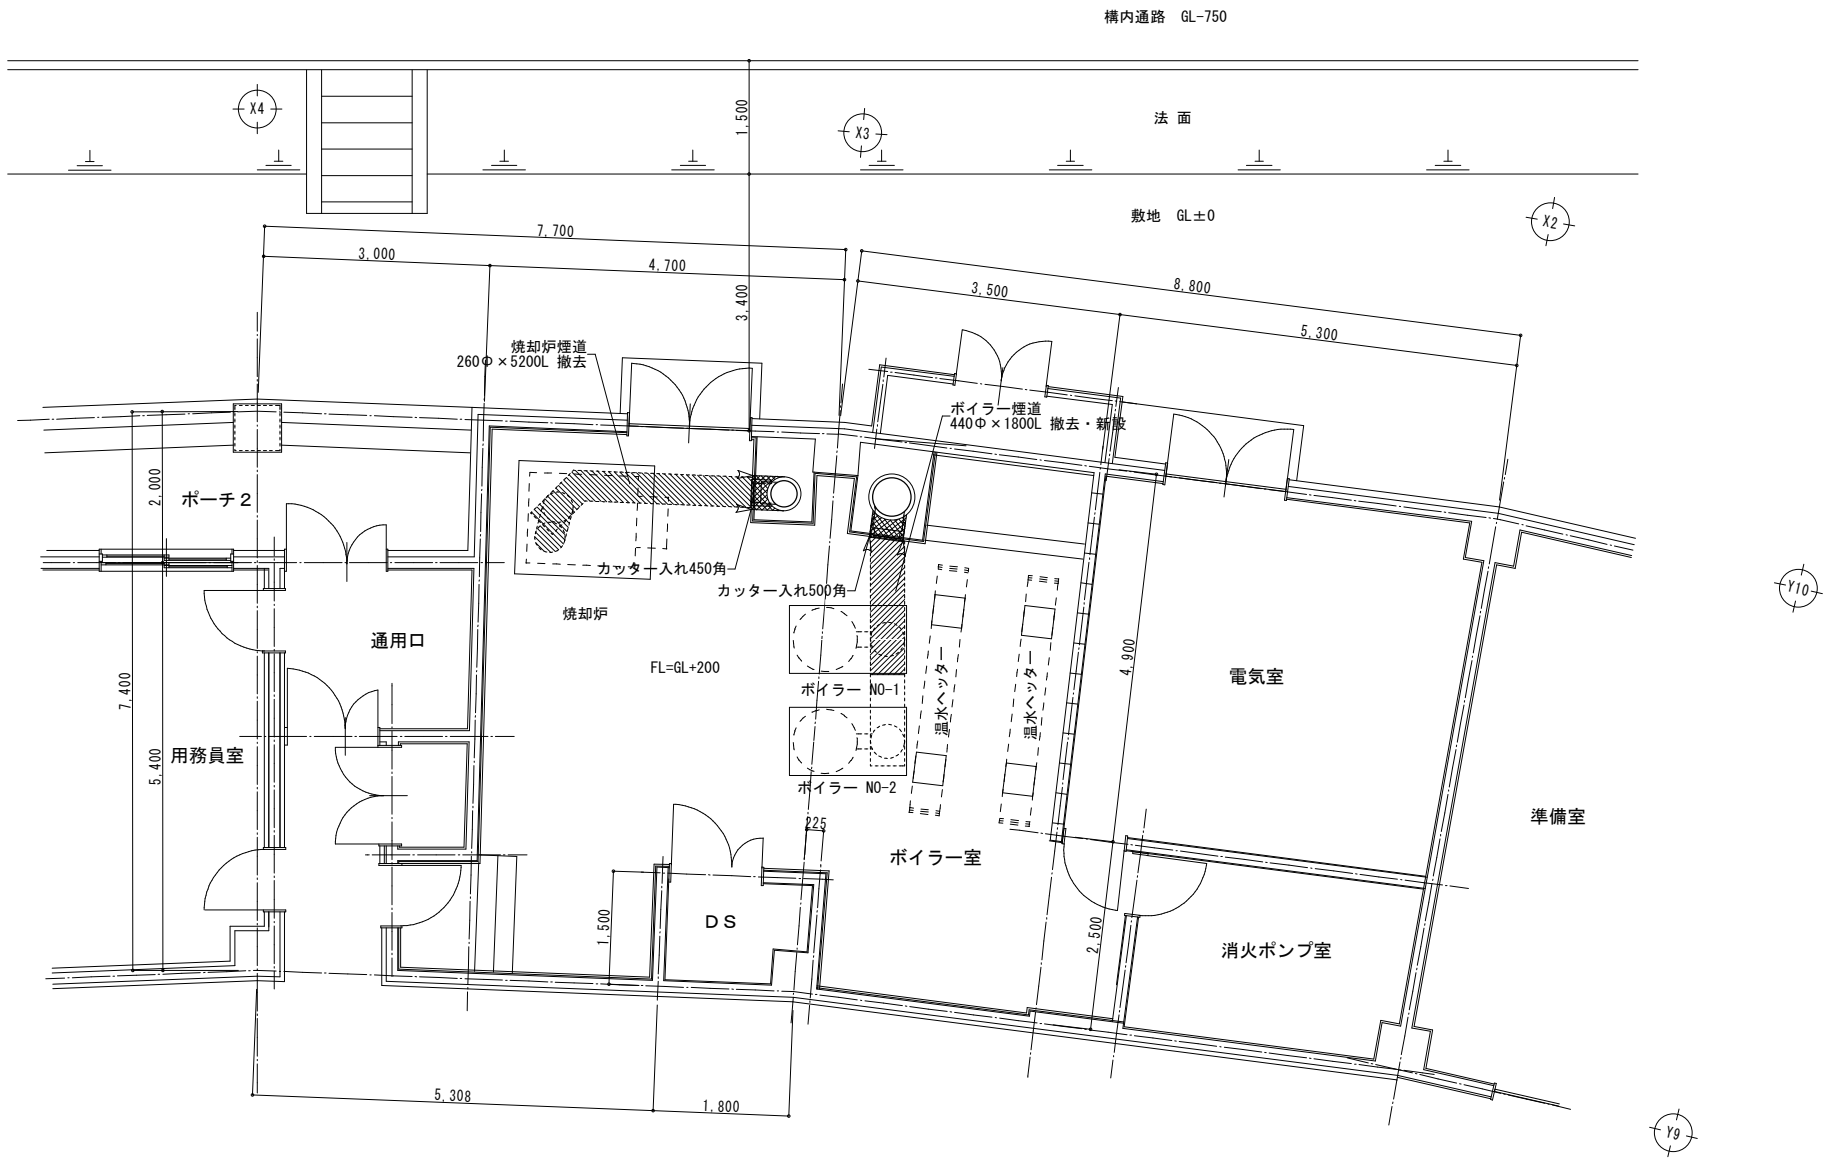 構内通路 GL-750
X4
1,500
X3
法 面
敷地 GL±0
X2
7,700
3,000
4,700
3,400
3,500
8,800
5,300
焼却炉煙道
260Φ×5200L 撤去
ボイラー煙道
440Φ×1800L 撤去・新設
2,000
ポーチ2
カッター入れ450角
カッター入れ500角
Y10
焼却炉
通用口
FL=GL+200
4,900
電気室
7,400
ボイラー NO-1
温水ヘッター
温水ヘッター
用務員室
5,400
ボイラー NO-2
225
準備室
ボイラー室
1,500
DS
2,500
消火ポンプ室
5,308
1,800
Y9